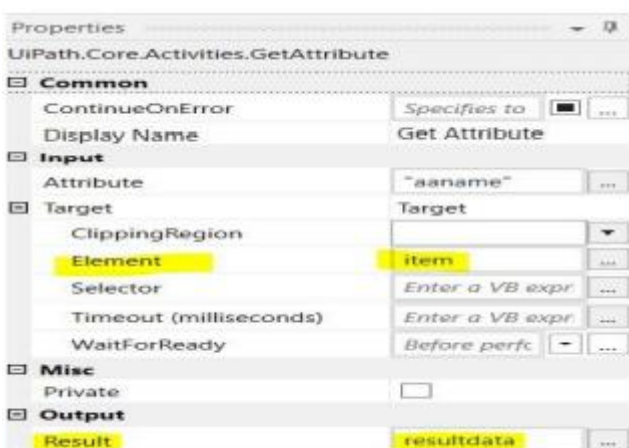 Properties
UiPath.Core.Activities.GetAttribute
Common
ContinueOnError Specifies to ...
Display Name Get Attribute
Input
Attribute "aaname" ...
Target Target
ClippingRegion
Element item ...
Selector Enter a VB expr ...
Timeout (milliseconds) Enter a VB expr ...
WaitForReady Before perfc ...
Misc
Private
Output
Result resultdata ...